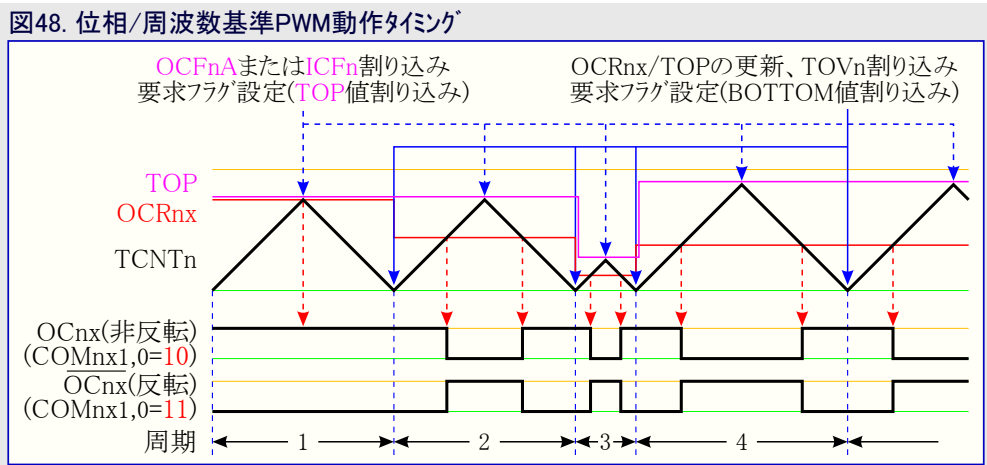 図48. 位相/周波数基準PWM動作ﾀｲﾐﾝｸﾞ
OCFnAまたはICFn割り込み
要求ﾌﾗｸﾞ設定(TOP値割り込み)
OCRnx/TOPの更新、TOVn割り込み
要求ﾌﾗｸﾞ設定(BOTTOM値割り込み)
TOP
OCRnx
TCNTn
OCnx(非反転)
(COMnx1,0=10)
OCnx(反転)
(COMnx1,0=11)
周期 1 2 3 4